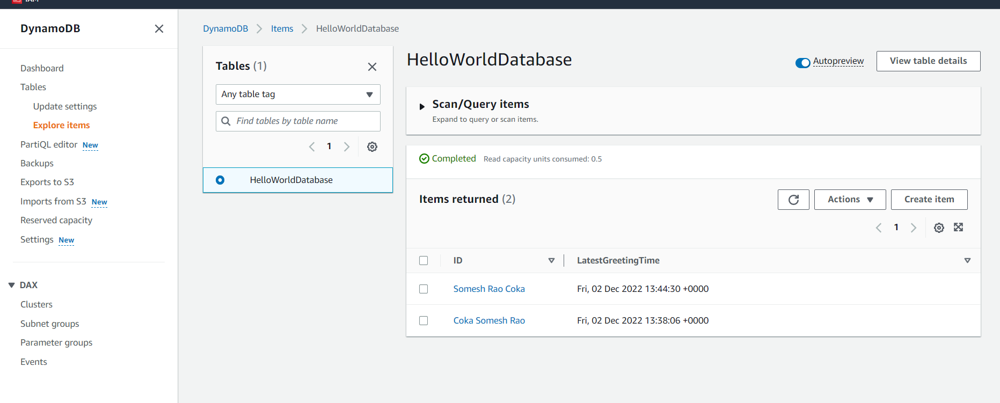 IAM
DynamoDB
Dashboard
Tables
Update settings
Explore items
PartiQL editor New
Backups
Exports to S3
Imports from S3 New
Reserved capacity
Settings New
DAX
Clusters
Subnet groups
Parameter groups
Events
DynamoDB Items HelloWorldDatabase
Tables (1)
Any table tag
Find tables by table name
1
HelloWorldDatabase
HelloWorldDatabase
Autopreview
View table details
Scan/Query items
Expand to query or scan items.
Completed Read capacity units consumed: 0.5
Items returned (2)
Actions
Create item
1
ID LatestGreetingTime
Somesh Rao Coka Fri, 02 Dec 2022 13:44:30 +0000
Coka Somesh Rao Fri, 02 Dec 2022 13:38:06 +0000